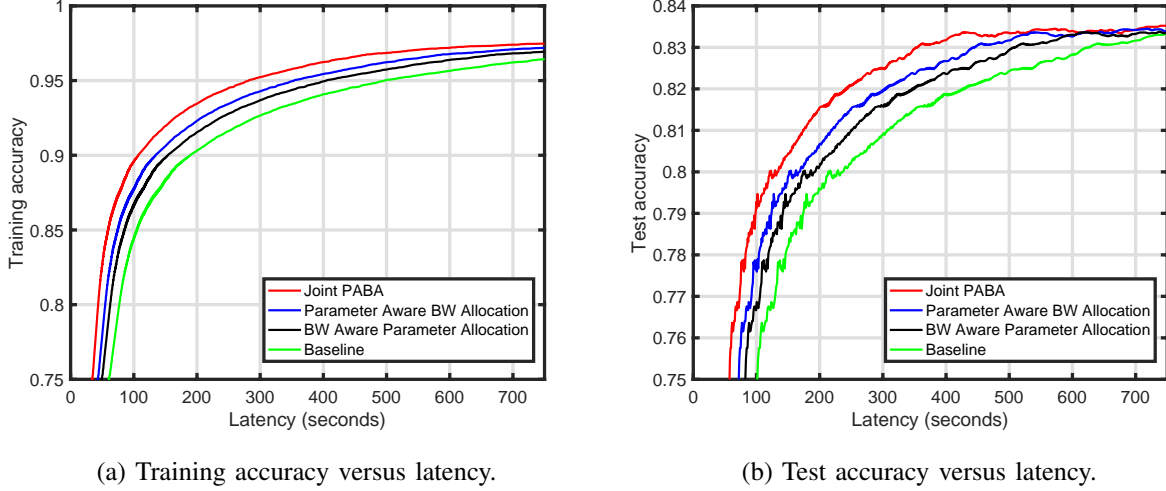 1
0.95
0.9
0.85
0.8
0.75
Training accuracy
0 100 200 300 400 500 600 700
Latency (seconds)
Joint PABA
Parameter Aware BW Allocation
BW Aware Parameter Allocation
Baseline
(a) Training accuracy versus latency.
0.84
0.83
0.82
0.81
0.8
0.79
0.78
0.77
0.76
0.75
Test accuracy
0 100 200 300 400 500 600 700
Latency (seconds)
Joint PABA
Parameter Aware BW Allocation
BW Aware Parameter Allocation
Baseline
(b) Test accuracy versus latency.